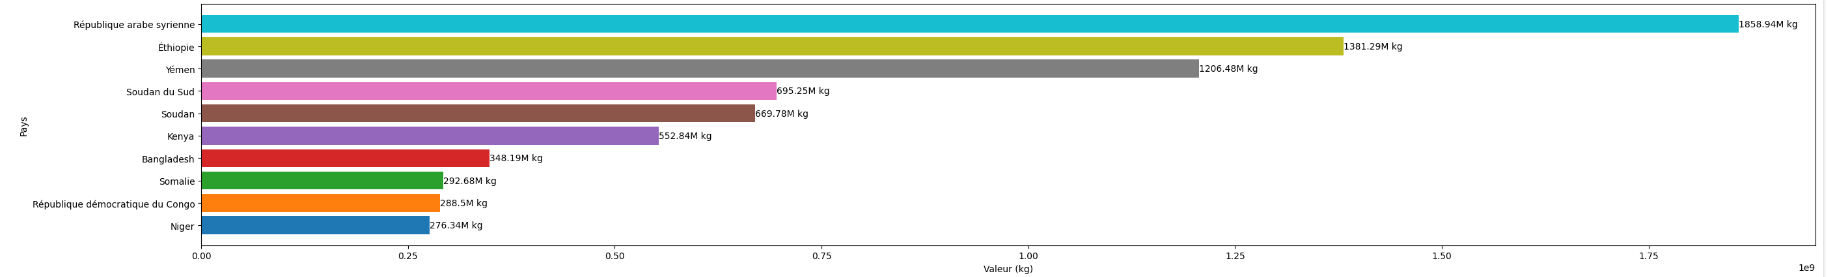 République arabe syrienne 1858.94M kg
Éthiopie 1381.29M kg
Yémen 1206.48M kg
Soudan du Sud 695.25M kg
Soudan 669.78M kg
Kenya 552.84M kg
Bangladesh 348.19M kg
Somalie 292.68M kg
République démocratique du Congo 288.5M kg
Niger 276.34M kg
Pays
0.00 0.25 0.50 0.75 1.00 1.25 1.50 1.75
Valeur (kg)
1e9